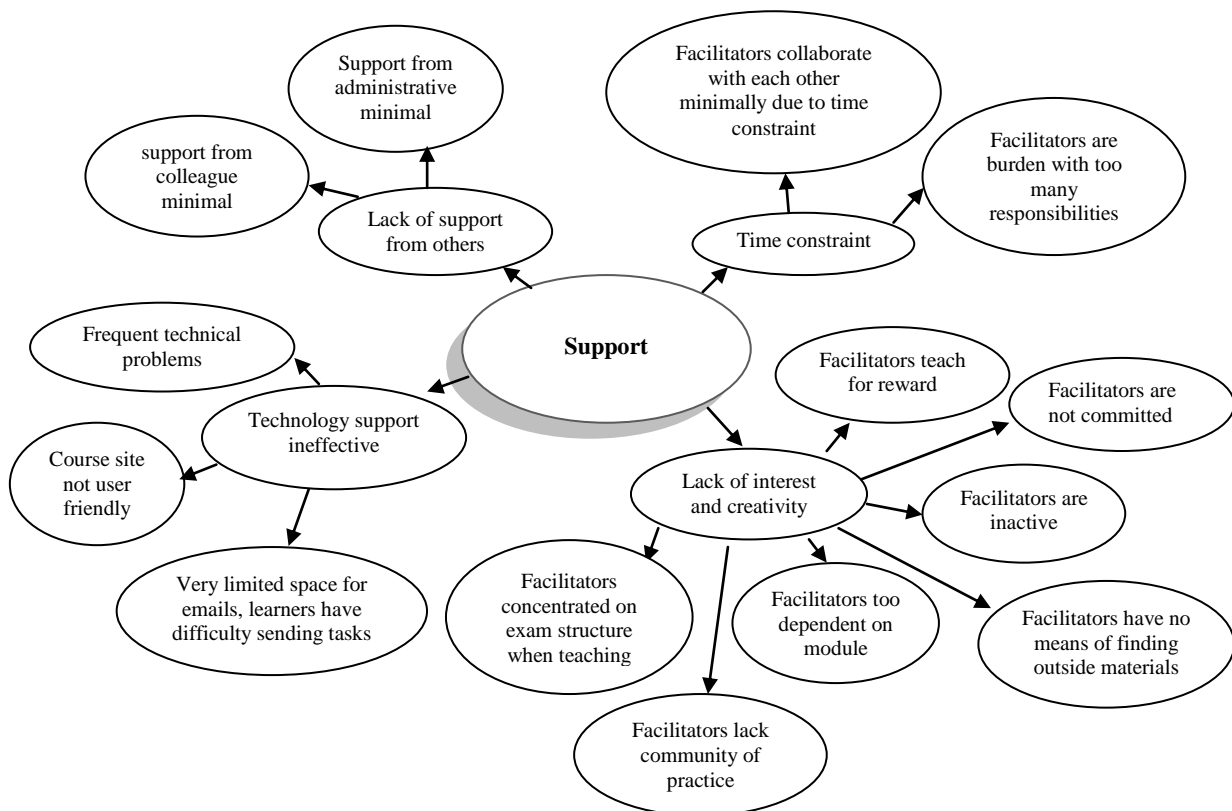 Support from
administrative
minimal
Facilitators collaborate
with each other
minimally due to time
constraint
support from
colleague
minimal
Facilitators are
burden with too
many
responsibilities
Lack of support
from others
Time constraint
Support
Frequent technical
problems
Facilitators teach
for reward
Facilitators are
not committed
Technology support
ineffective
Course site
not user
friendly
Lack of interest
and creativity
Facilitators are
inactive
Very limited space for
emails, learners have
difficulty sending tasks
Facilitators
concentrated on
exam structure
when teaching
Facilitators too
dependent on
module
Facilitators have no
means of finding
outside materials
Facilitators lack
community of
practice